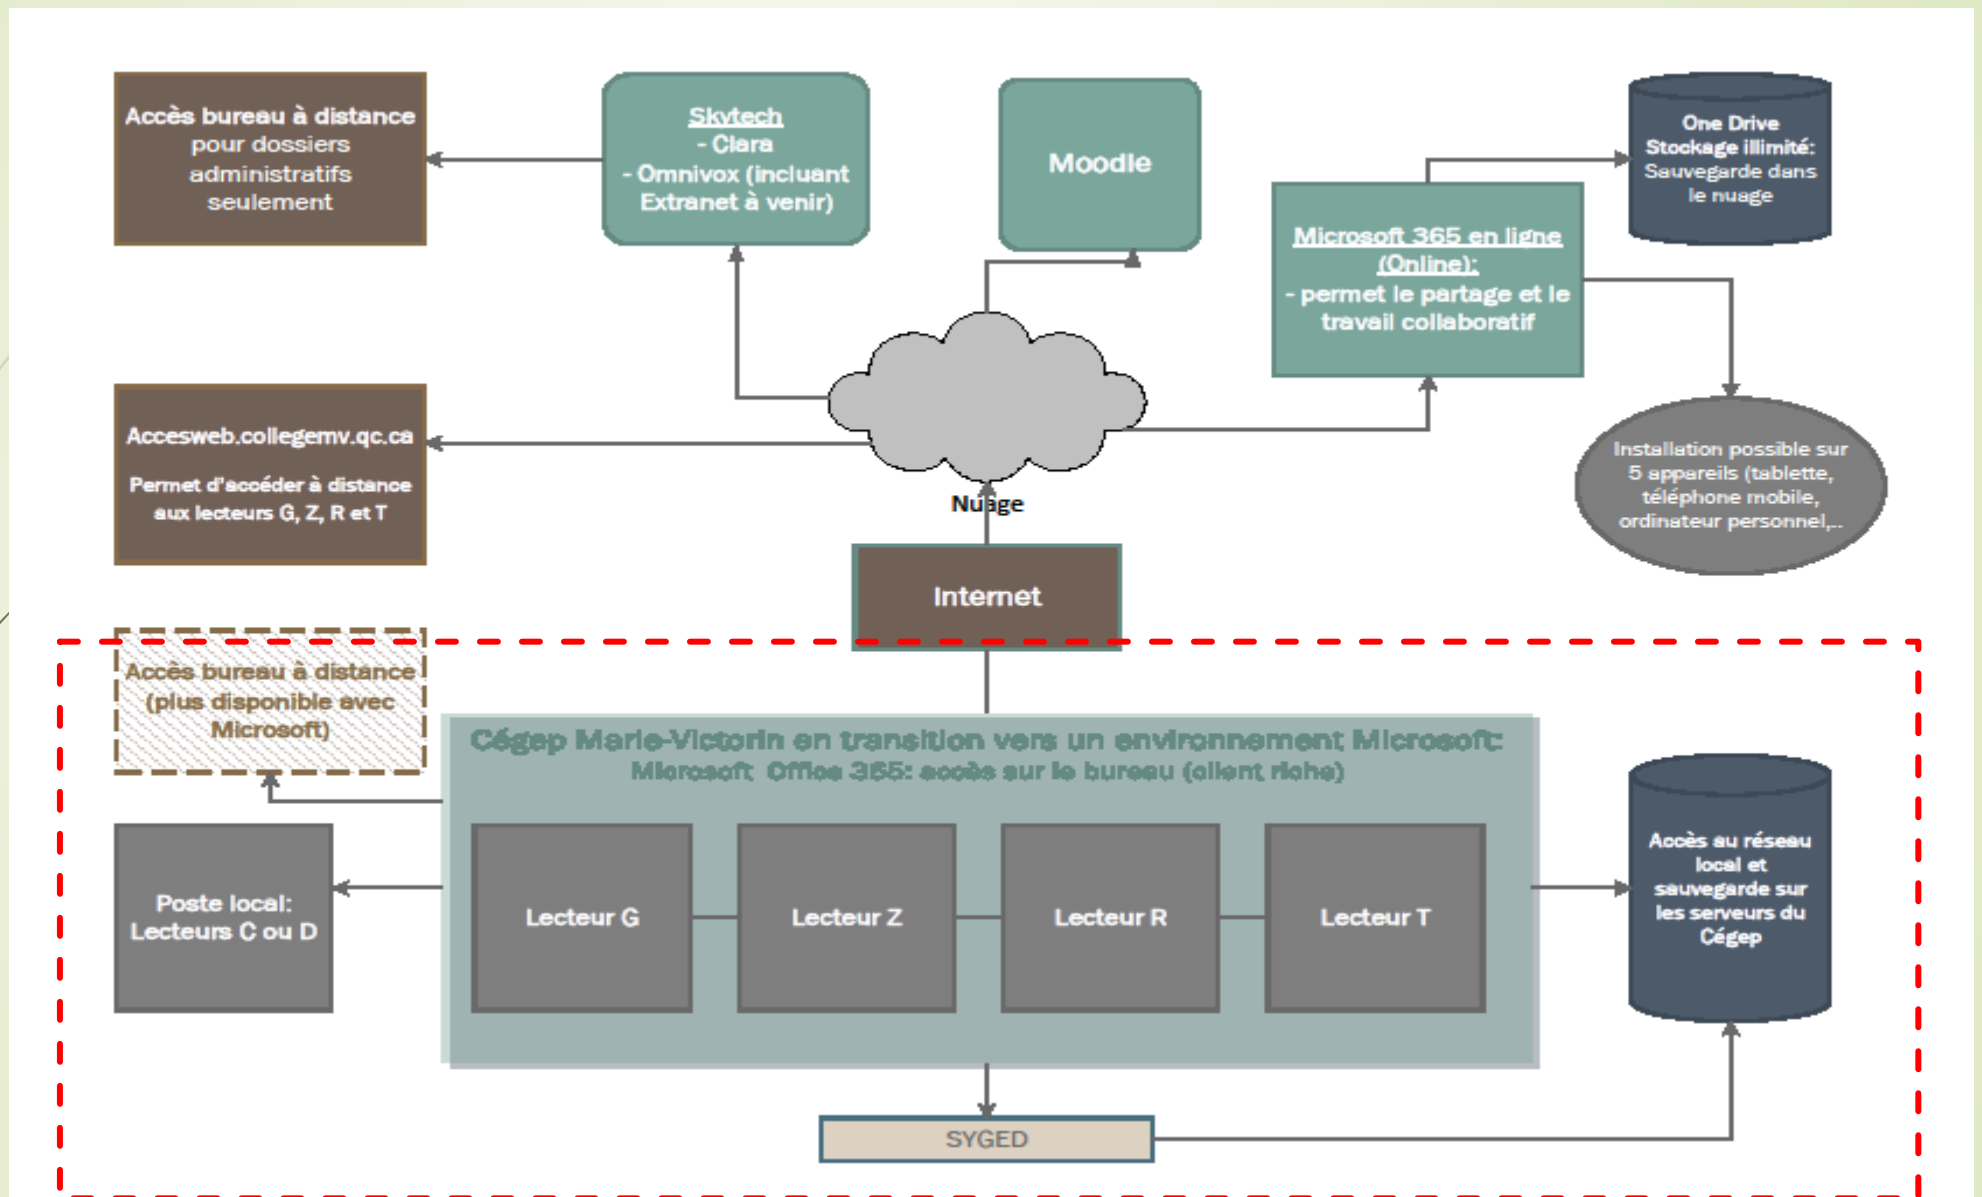 Accès bureau à distance
pour dossiers
administratifs
seulement
Skytech
- Clara
- Omnivox (incluant
Extranet à venir)
Moodle
One Drive
Stockage illimité:
Sauvegarde dans
le nuage
Microsoft 365 en ligne
(Online):
- permet le partage et le
travail collaboratif
Accesweb.collegemv.qc.ca
Permet d'accéder à distance
aux lecteurs G, Z, R et T
Nuage
Installation possible sur
5 appareils (tablette,
téléphone mobile,
ordinateur personnel,..
Internet
Accès bureau à distance
(plus disponible avec
Microsoft)
Cégep Marie-Victorin en transition vers un environnement Microsoft:
Microsoft Office 365: accès sur le bureau (client riche)
Poste local:
Lecteurs C ou D
Lecteur G
Lecteur Z
Lecteur R
Lecteur T
Accès au réseau
local et
sauvegarde sur
les serveurs du
Cégep
SYGED